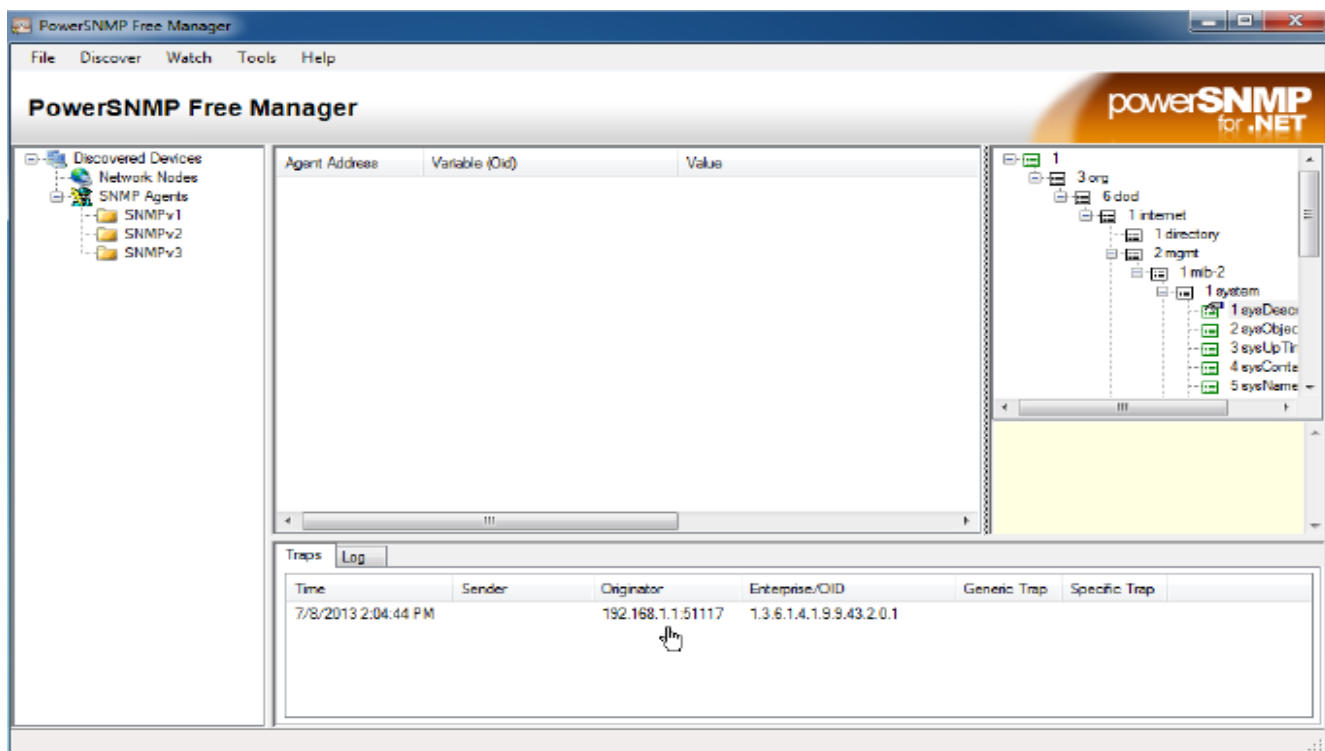 PowerSNMP Free Manager
File Discover Watch Tools Help
PowerSNMP Free Manager
powerSNMP
for .NET
Discovered Devices
Network Nodes
SNMP Agents
SNMPv1
SNMPv2
SNMPv3
Agent Address Variable (Oid) Value
1
3 org
6 dod
1 internet
1 directory
2 mgmt
1 mib-2
1 system
1 sysDesc
2 sysObjec
3 sysUpTi
4 sysConta
5 sysName
Traps Log
Time Sender Originator Enterprise/OID Generic Trap Specific Trap
7/8/2013 2:04:44 PM 192.168.1.1:51117 1.3.6.1.4.1.9.9.43.2.0.1